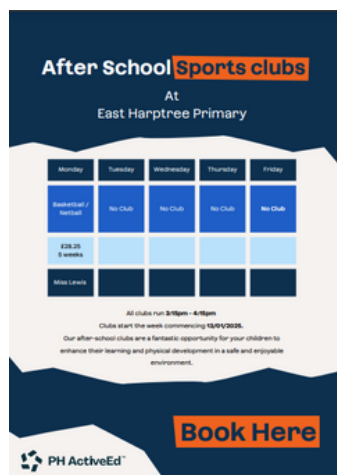 After School Sports clubs
At
East Harptree Primary
Monday Tuesday Wednesday Thursday Friday
Basketball / Netball No Club No Club No Club No Club
£28.25
5 weeks
Miss Lewis
All clubs run 3:15pm - 4:15pm
Clubs start the week commencing 13/01/2025.
Our after-school clubs are a fantastic opportunity for your children to
enhance their learning and physical development in a safe and enjoyable
environment.
Book Here
PH ActiveEd™